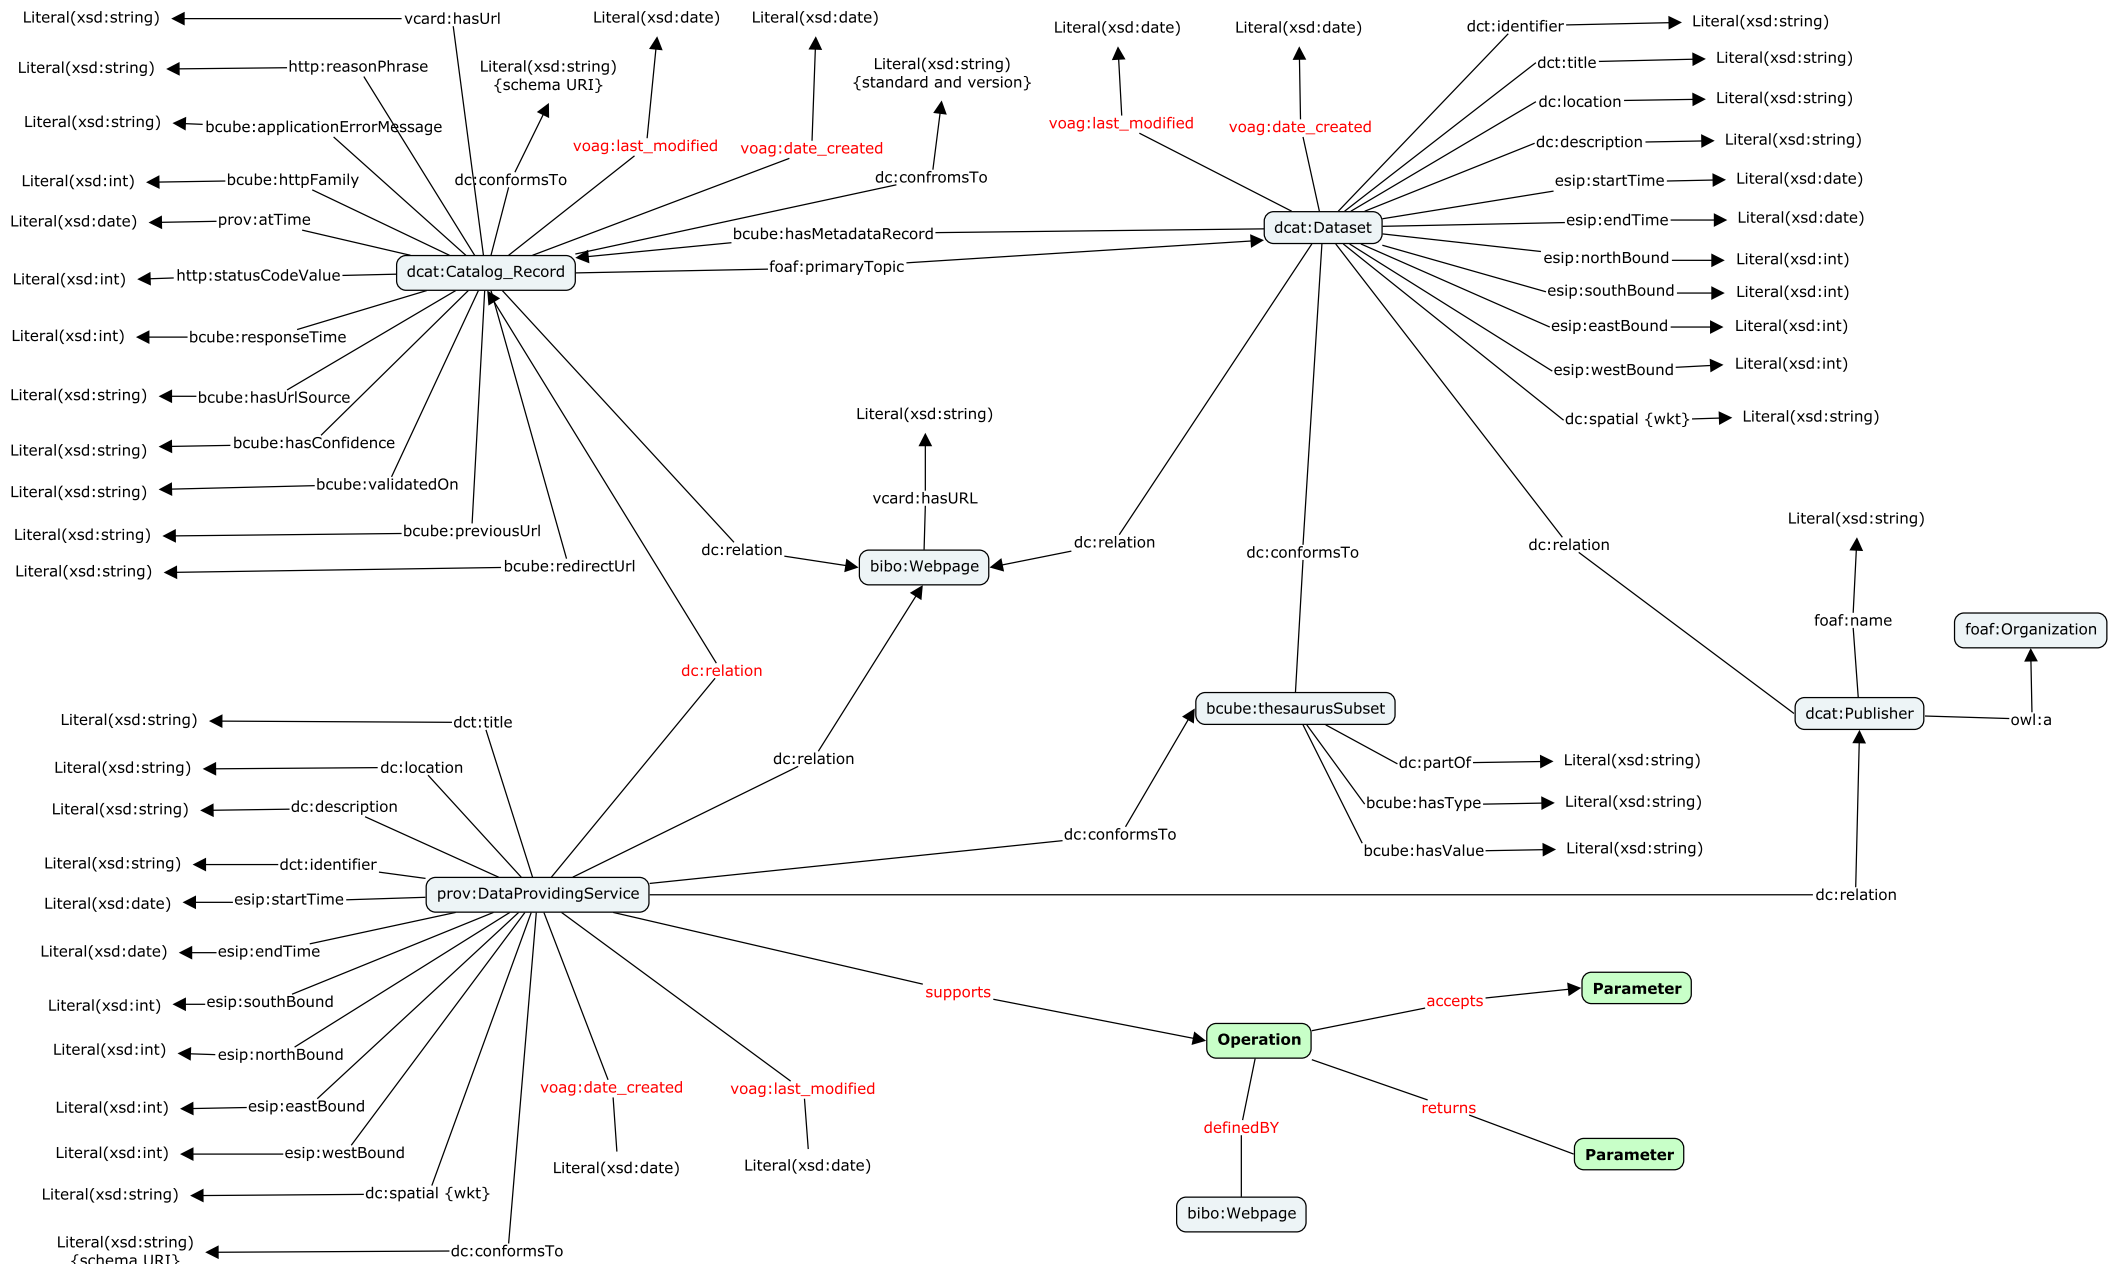 Literal(xsd:string)
vcard:hasUrl
Literal(xsd:date)
Literal(xsd:date)
Literal(xsd:string)
http:reasonPhrase
Literal(xsd:string)
{schema URI}
Literal(xsd:string)
{standard and version}
Literal(xsd:string)
bcube:applicationErrorMessage
voag:last_modified
voag:date_created
Literal(xsd:int)
bcube:httpFamily
dc:conformsTo
dc:confromsTo
Literal(xsd:date)
prov:atTime
bcube:hasMetadataRecord
foaf:primaryTopic
dcat:Catalog_Record
Literal(xsd:int)
http:statusCodeValue
Literal(xsd:int)
bcube:responseTime
Literal(xsd:string)
bcube:hasUrlSource
Literal(xsd:string)
bcube:hasConfidence
Literal(xsd:string)
bcube:validatedOn
Literal(xsd:string)
bcube:previousUrl
Literal(xsd:string)
bcube:redirectUrl
Literal(xsd:date)
Literal(xsd:date)
voag:last_modified
voag:date_created
dcat:Dataset
dct:identifier
Literal(xsd:string)
dct:title
Literal(xsd:string)
dc:location
Literal(xsd:string)
dc:description
Literal(xsd:string)
esip:startTime
Literal(xsd:date)
esip:endTime
Literal(xsd:date)
esip:northBound
Literal(xsd:int)
esip:southBound
Literal(xsd:int)
esip:eastBound
Literal(xsd:int)
esip:westBound
Literal(xsd:int)
dc:spatial {wkt}
Literal(xsd:string)
Literal(xsd:string)
vcard:hasURL
dc:relation
bibo:Webpage
dc:relation
dc:conformsTo
dc:relation
Literal(xsd:string)
foaf:name
foaf:Organization
dcat:Publisher
owl:a
dc:relation
dc:relation
bcube:thesaurusSubset
dc:partOf
Literal(xsd:string)
bcube:hasType
Literal(xsd:string)
bcube:hasValue
Literal(xsd:string)
dc:conformsTo
dc:relation
Literal(xsd:string)
dct:title
Literal(xsd:string)
dc:location
Literal(xsd:string)
dc:description
Literal(xsd:string)
dct:identifier
prov:DataProvidingService
Literal(xsd:date)
esip:startTime
Literal(xsd:date)
esip:endTime
Literal(xsd:int)
esip:southBound
Literal(xsd:int)
esip:northBound
Literal(xsd:int)
esip:eastBound
Literal(xsd:int)
esip:westBound
Literal(xsd:string)
dc:spatial {wkt}
Literal(xsd:string)
{schema URI}
dc:conformsTo
voag:date_created
Literal(xsd:date)
voag:last_modified
Literal(xsd:date)
supports
Operation
accepts
Parameter
returns
Parameter
definedBY
bibo:Webpage